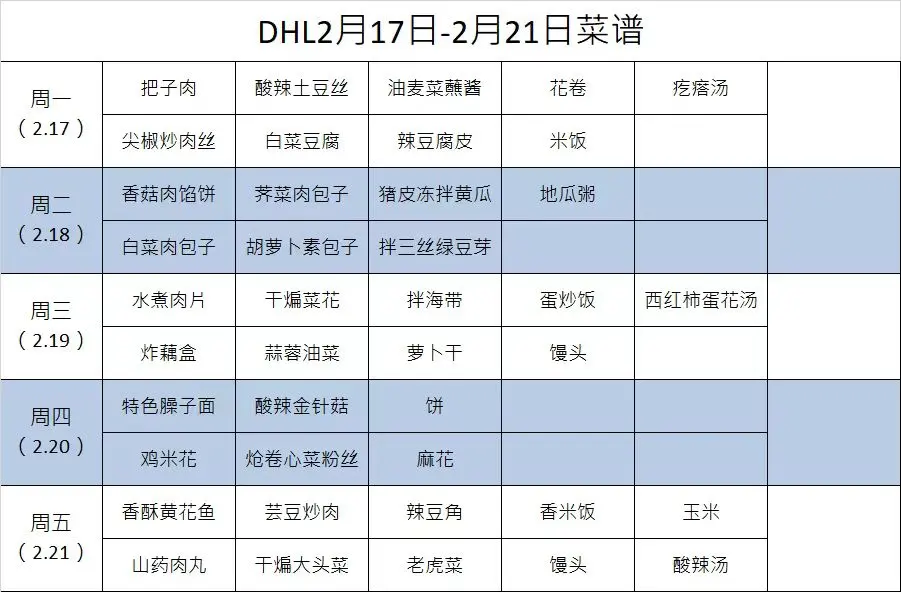 DHL2月17日-2月21日菜谱
周一
（2.17）
把子肉 酸辣土豆丝 油麦菜蘸酱 花卷 疙瘩汤
尖椒炒肉丝 白菜豆腐 辣豆腐皮 米饭
周二
（2.18）
香菇肉馅饼 荠菜肉包子 猪皮冻拌黄瓜 地瓜粥
白菜肉包子 胡萝卜素包子 拌三丝绿豆芽
周三
（2.19）
水煮肉片 干煸菜花 拌海带 蛋炒饭 西红柿蛋花汤
炸藕盒 蒜蓉油菜 萝卜干 馒头
周四
（2.20）
特色臊子面 酸辣金针菇 饼
鸡米花 炝卷心菜粉丝 麻花
周五
（2.21）
香酥黄花鱼 芸豆炒肉 辣豆角 香米饭 玉米
山药肉丸 干煸大头菜 老虎菜 馒头 酸辣汤